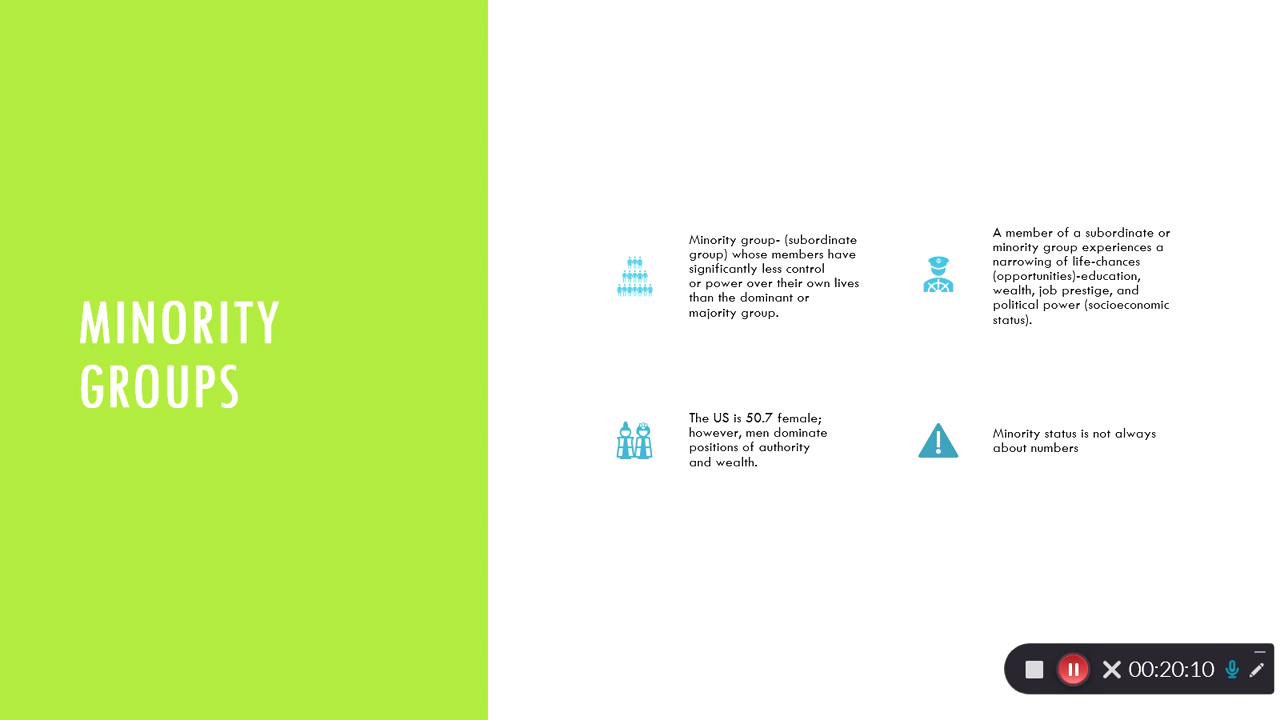 MINORITY
GROUPS
Minority group- (subordinate
group) whose members have
significantly less control
or power over their own lives
than the dominant or
majority group.
A member of a subordinate or
minority group experiences a
narrowing of life-chances
(opportunities)-education,
wealth, job prestige, and
political power (socioeconomic
status).
The US is 50.7 female;
however, men dominate
positions of authority
and wealth.
Minority status is not always
about numbers
00:20:10